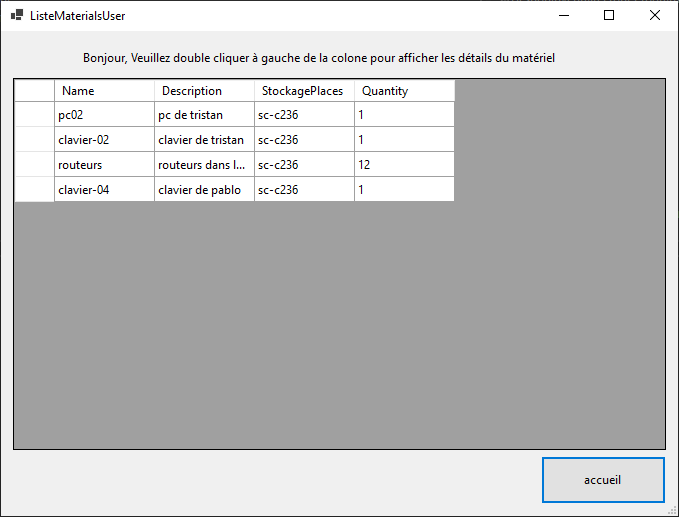 ListeMaterialsUser
Bonjour, Veuillez double cliquer à gauche de la colone pour afficher les détails du matériel
Name Description StockagePlaces Quantity
pc02 pc de tristan sc-c236 1
clavier-02 clavier de tristan sc-c236 1
routeurs routeurs dans l... sc-c236 12
clavier-04 clavier de pablo sc-c236 1
accueil